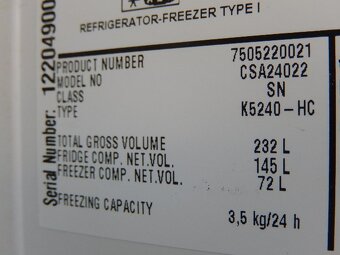 REFRIGERATOR-FREEZER TYPE I
PRODUCT NUMBER 7505220021
MODEL NO CSA24022
CLASS SN
TYPE K5240-HC
TOTAL GROSS VOLUME 232 L
FRIDGE COMP. NET.VOL. 145 L
FREEZER COMP. NET.VOL. 72 L
FREEZING CAPACITY 3,5 kg/24 h
Serial Number: 12204900